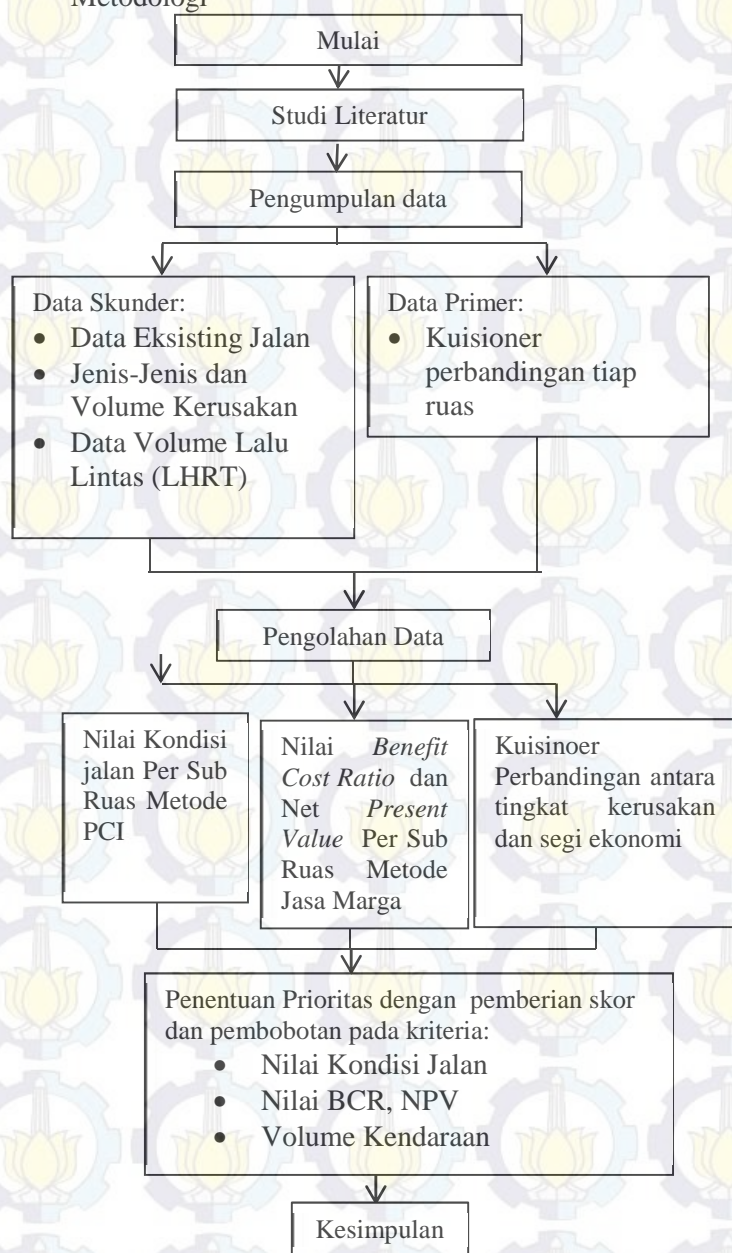 Metodologi
Mulai
Studi Literatur
Pengumpulan data
Data Skunder:
• Data Eksisting Jalan
• Jenis-Jenis dan
Volume Kerusakan
• Data Volume Lalu
Lintas (LHRT)
Data Primer:
• Kuisioner
perbandingan tiap
ruas
Pengolahan Data
Nilai Kondisi
jalan Per Sub
Ruas Metode
PCI
Nilai Benefit
Cost Ratio dan
Net Present
Value Per Sub
Ruas Metode
Jasa Marga
Kuisinoer
Perbandingan antara
tingkat kerusakan
dan segi ekonomi
Penentuan Prioritas dengan pemberian skor
dan pembobotan pada kriteria:
• Nilai Kondisi Jalan
• Nilai BCR, NPV
• Volume Kendaraan
Kesimpulan